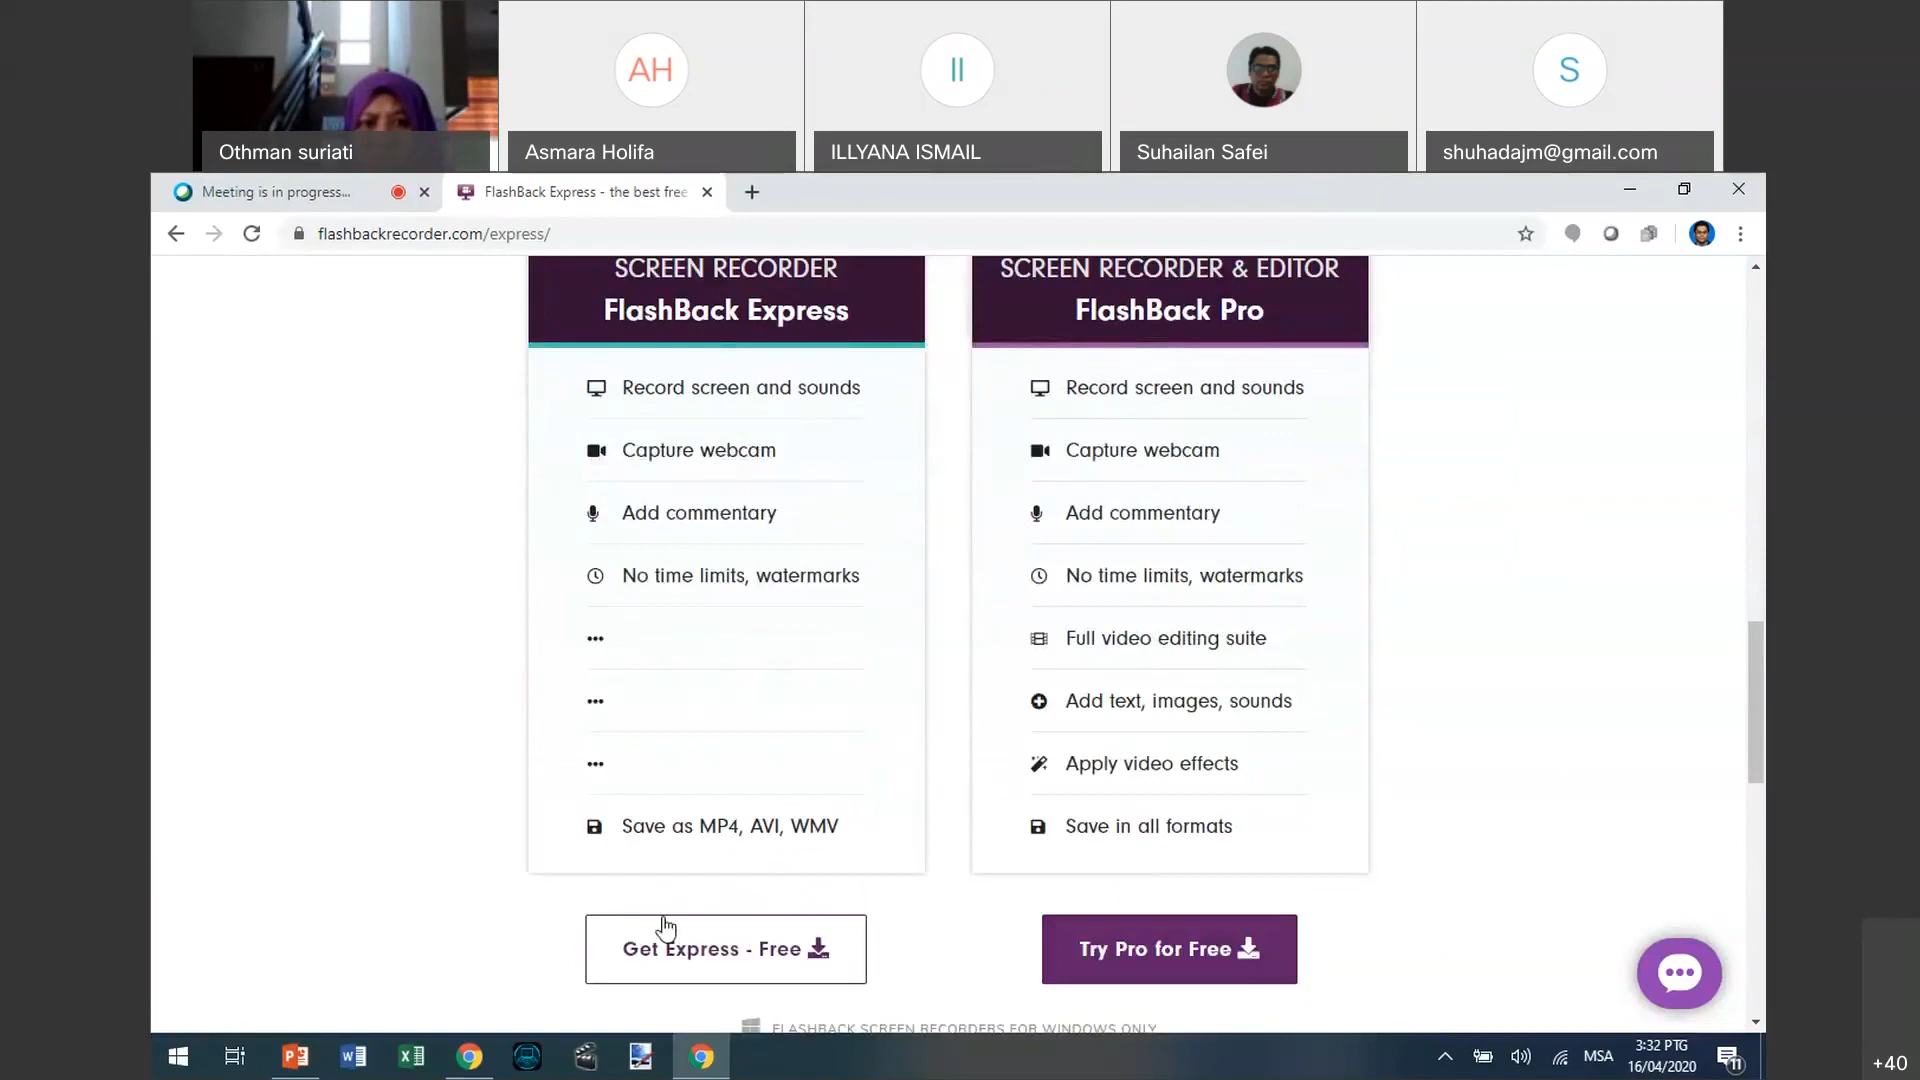 AH
II
S
Othman suriati
Asmara Holifa
ILLYANA ISMAIL
Suhailan Safei
shuhadajm@gmail.com
Meeting is in progress...
FlashBack Express - the best free
flashbackrecorder.com/express/
SCREEN RECORDER
FlashBack Express
Record screen and sounds
Capture webcam
Add commentary
No time limits, watermarks
Save as MP4, AVI, WMV
Get Express - Free
SCREEN RECORDER & EDITOR
FlashBack Pro
Record screen and sounds
Capture webcam
Add commentary
No time limits, watermarks
Full video editing suite
Add text, images, sounds
Apply video effects
Save in all formats
Try Pro for Free
FLASHBACK SCREEN RECORDERS FOR WINDOWS ONLY
MSA
3:32 PTG
16/04/2020
11
+40